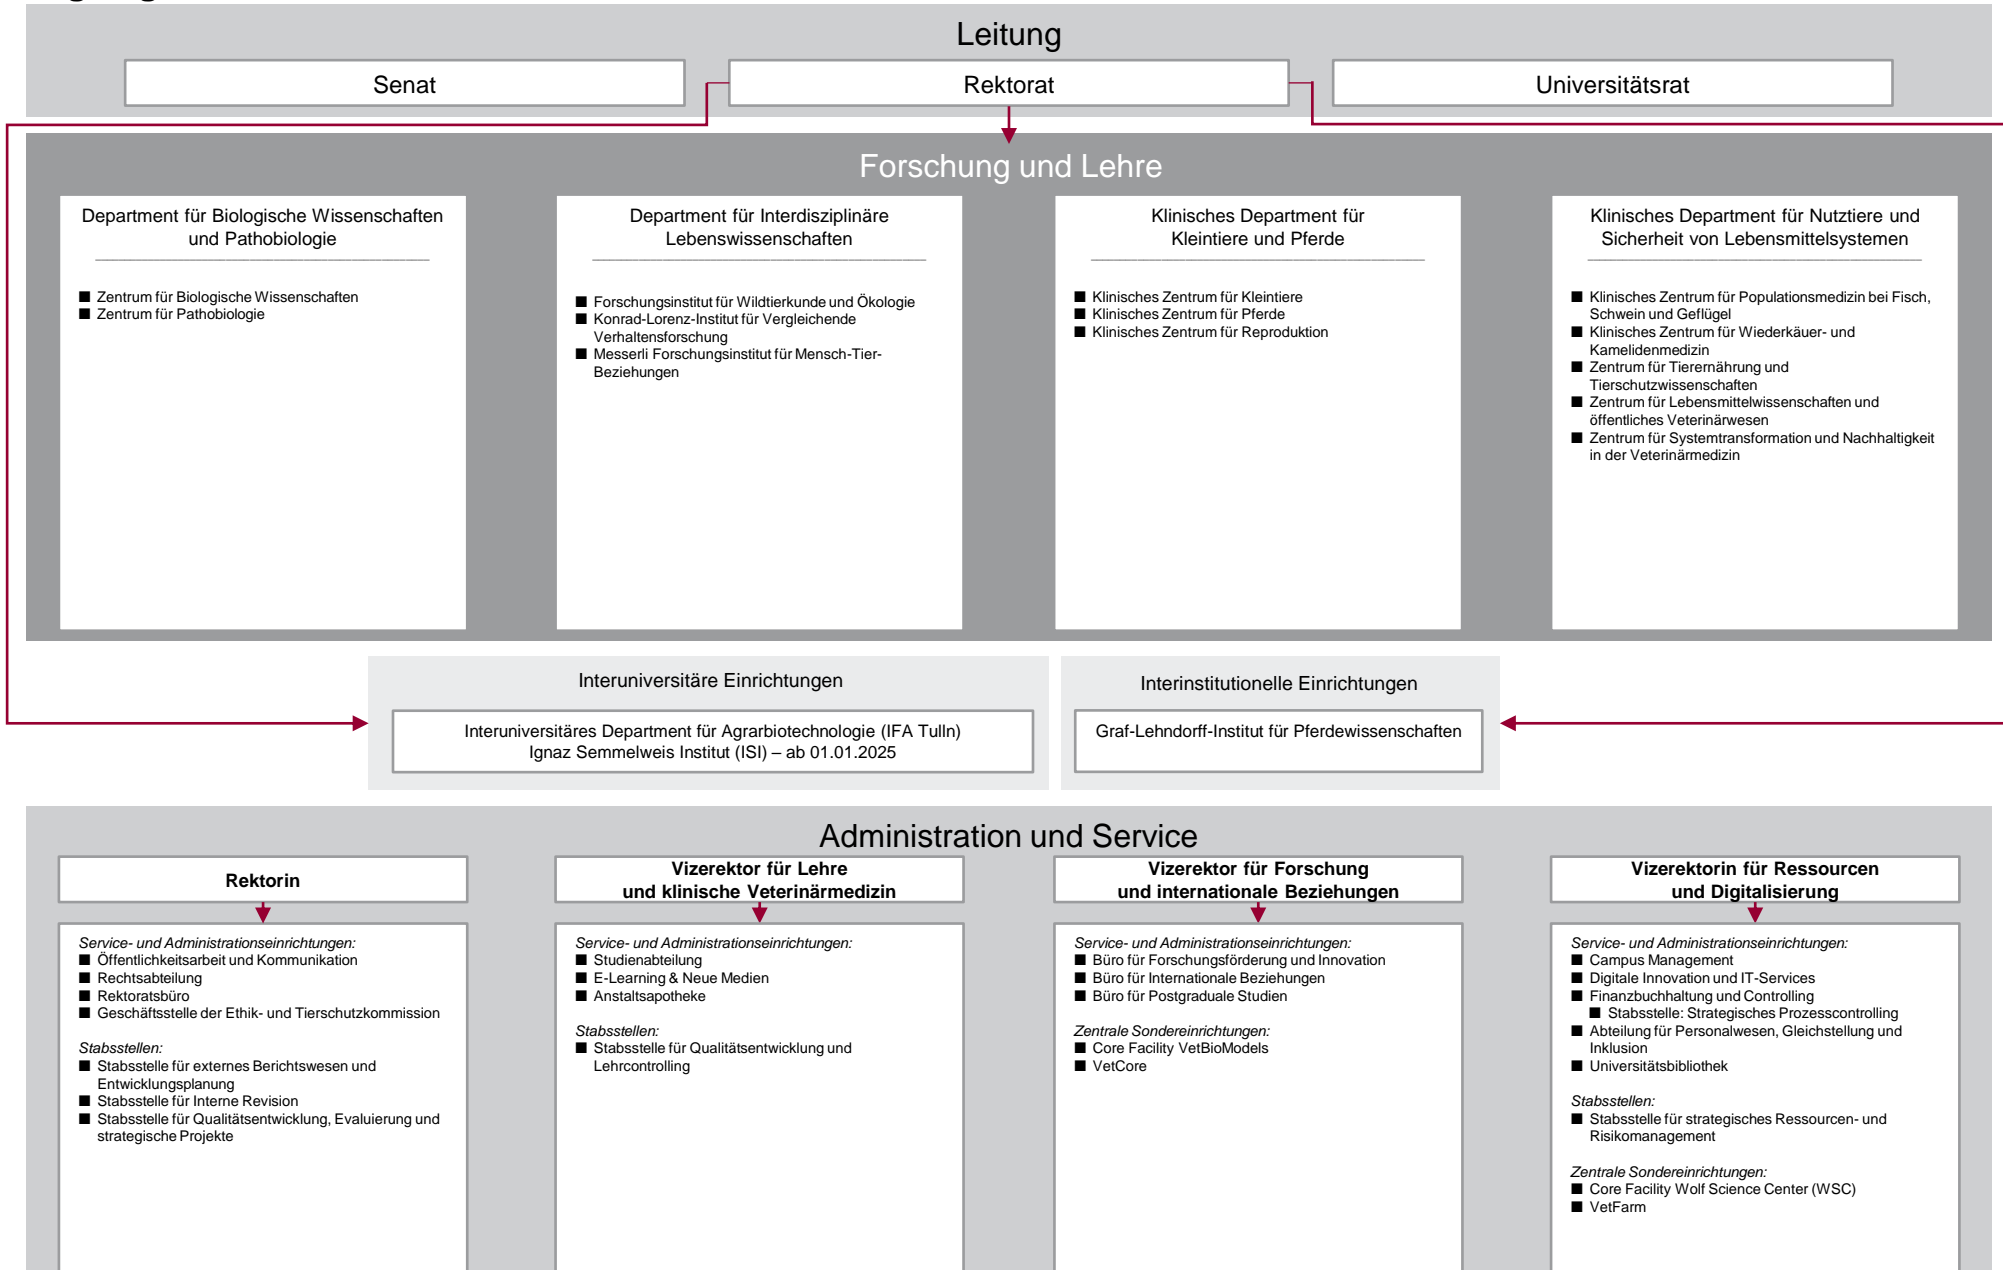 Leitung
Senat
Rektorat
Universitätsrat
Forschung und Lehre
Department für Biologische Wissenschaften
und Pathobiologie
■ Zentrum für Biologische Wissenschaften
■ Zentrum für Pathobiologie
Department für Interdisziplinäre
Lebenswissenschaften
■ Forschungsinstitut für Wildtierkunde und Ökologie
■ Konrad-Lorenz-Institut für Vergleichende
Verhaltensforschung
■ Messerli Forschungsinstitut für Mensch-Tier-
Beziehungen
Klinisches Department für
Kleintiere und Pferde
■ Klinisches Zentrum für Kleintiere
■ Klinisches Zentrum für Pferde
■ Klinisches Zentrum für Reproduktion
Klinisches Department für Nutztiere und
Sicherheit von Lebensmittelsystemen
■ Klinisches Zentrum für Populationsmedizin bei Fisch,
Schwein und Geflügel
■ Klinisches Zentrum für Wiederkäuer- und
Kamelidenmedizin
■ Zentrum für Tierernährung und
Tierschutzwissenschaften
■ Zentrum für Lebensmittelwissenschaften und
öffentliches Veterinärwesen
■ Zentrum für Systemtransformation und Nachhaltigkeit
in der Veterinärmedizin
Interuniversitäre Einrichtungen
Interuniversitäres Department für Agrarbiotechnologie (IFA Tulln)
Ignaz Semmelweis Institut (ISI) – ab 01.01.2025
Interinstitutionelle Einrichtungen
Graf-Lehndorff-Institut für Pferdewissenschaften
Administration und Service
Rektorin
Service- und Administrationseinrichtungen:
■ Öffentlichkeitsarbeit und Kommunikation
■ Rechtsabteilung
■ Rektoratsbüro
■ Geschäftsstelle der Ethik- und Tierschutzkommission
Stabsstellen:
■ Stabsstelle für externes Berichtswesen und
Entwicklungsplanung
■ Stabsstelle für Interne Revision
■ Stabsstelle für Qualitätsentwicklung, Evaluierung und
strategische Projekte
Vizerektor für Lehre
und klinische Veterinärmedizin
Service- und Administrationseinrichtungen:
■ Studienabteilung
■ E-Learning & Neue Medien
■ Anstaltsapotheke
Stabsstellen:
■ Stabsstelle für Qualitätsentwicklung und
Lehrcontrolling
Vizerektor für Forschung
und internationale Beziehungen
Service- und Administrationseinrichtungen:
■ Büro für Forschungsförderung und Innovation
■ Büro für Internationale Beziehungen
■ Büro für Postgraduale Studien
Zentrale Sondereinrichtungen:
■ Core Facility VetBioModels
■ VetCore
Vizerektorin für Ressourcen
und Digitalisierung
Service- und Administrationseinrichtungen:
■ Campus Management
■ Digitale Innovation und IT-Services
■ Finanzbuchhaltung und Controlling
■ Stabsstelle: Strategisches Prozesscontrolling
■ Abteilung für Personalwesen, Gleichstellung und
Inklusion
■ Universitätsbibliothek
Stabsstellen:
■ Stabsstelle für strategisches Ressourcen- und
Risikomanagement
Zentrale Sondereinrichtungen:
■ Core Facility Wolf Science Center (WSC)
■ VetFarm